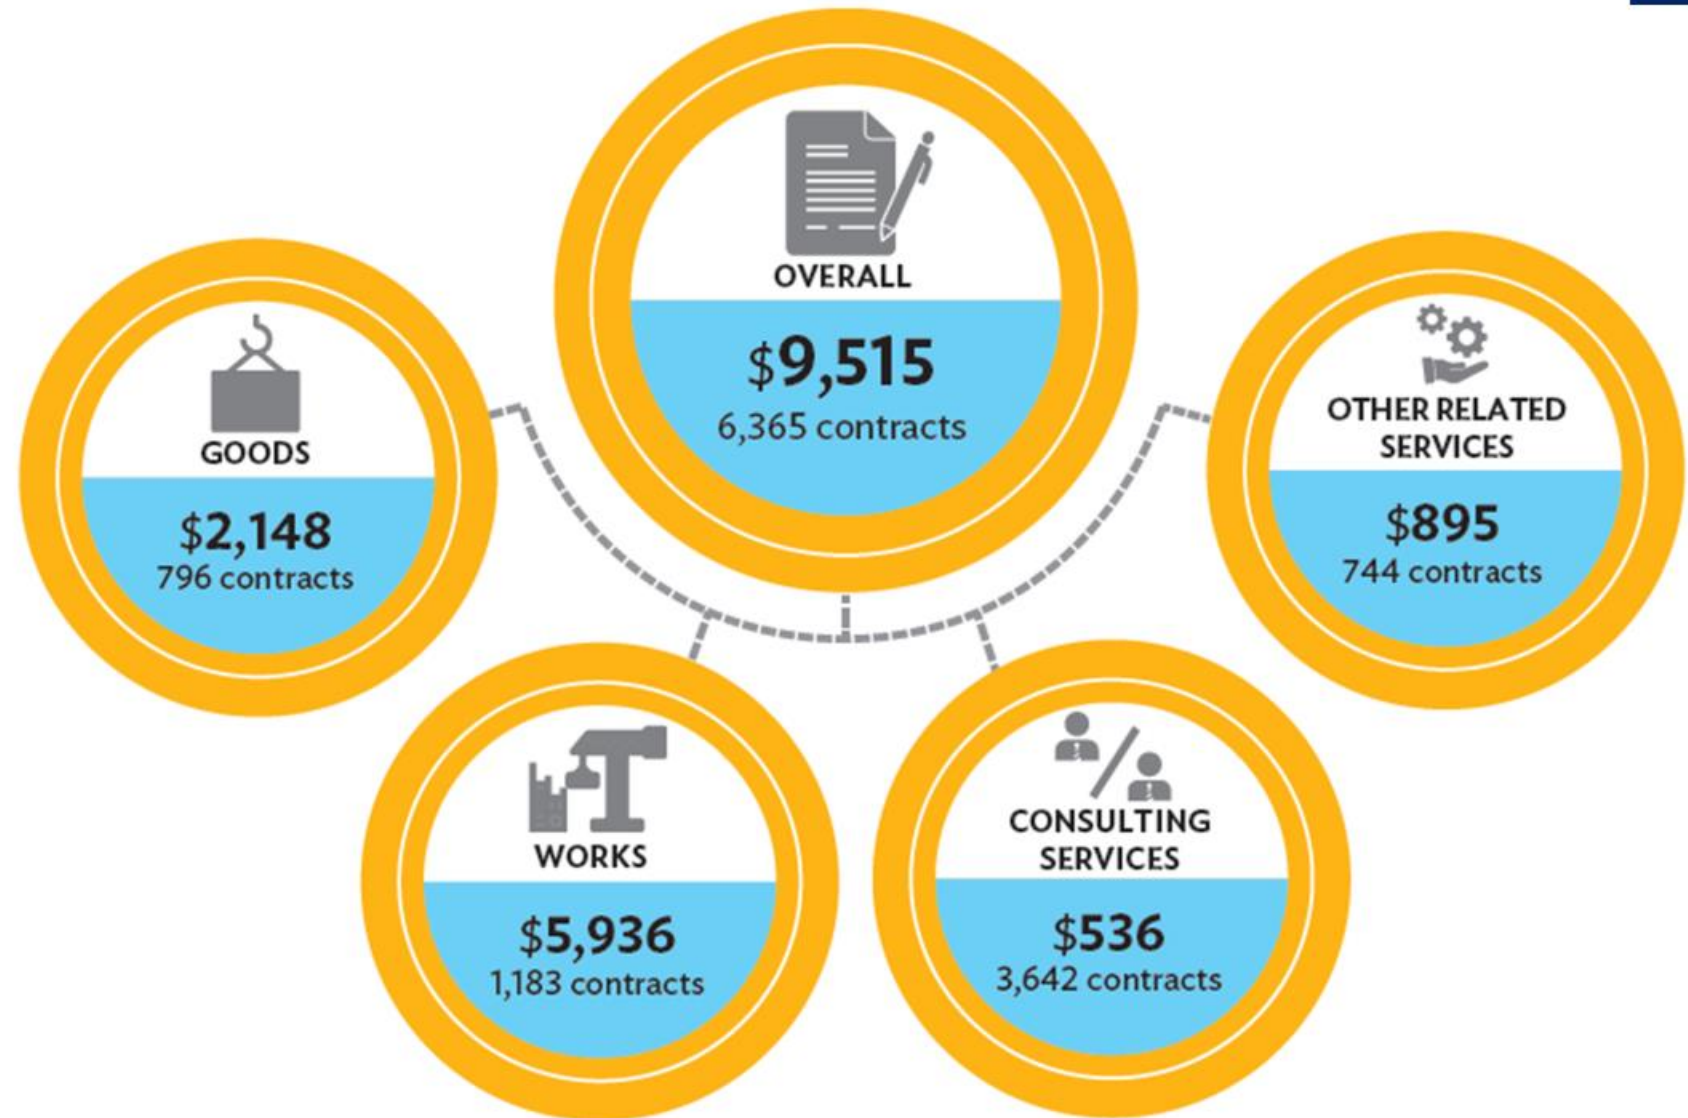 OVERALL
$9,515
6,365 contracts
GOODS
$2,148
796 contracts
OTHER RELATED
SERVICES
$895
744 contracts
WORKS
$5,936
1,183 contracts
CONSULTING
SERVICES
$536
3,642 contracts